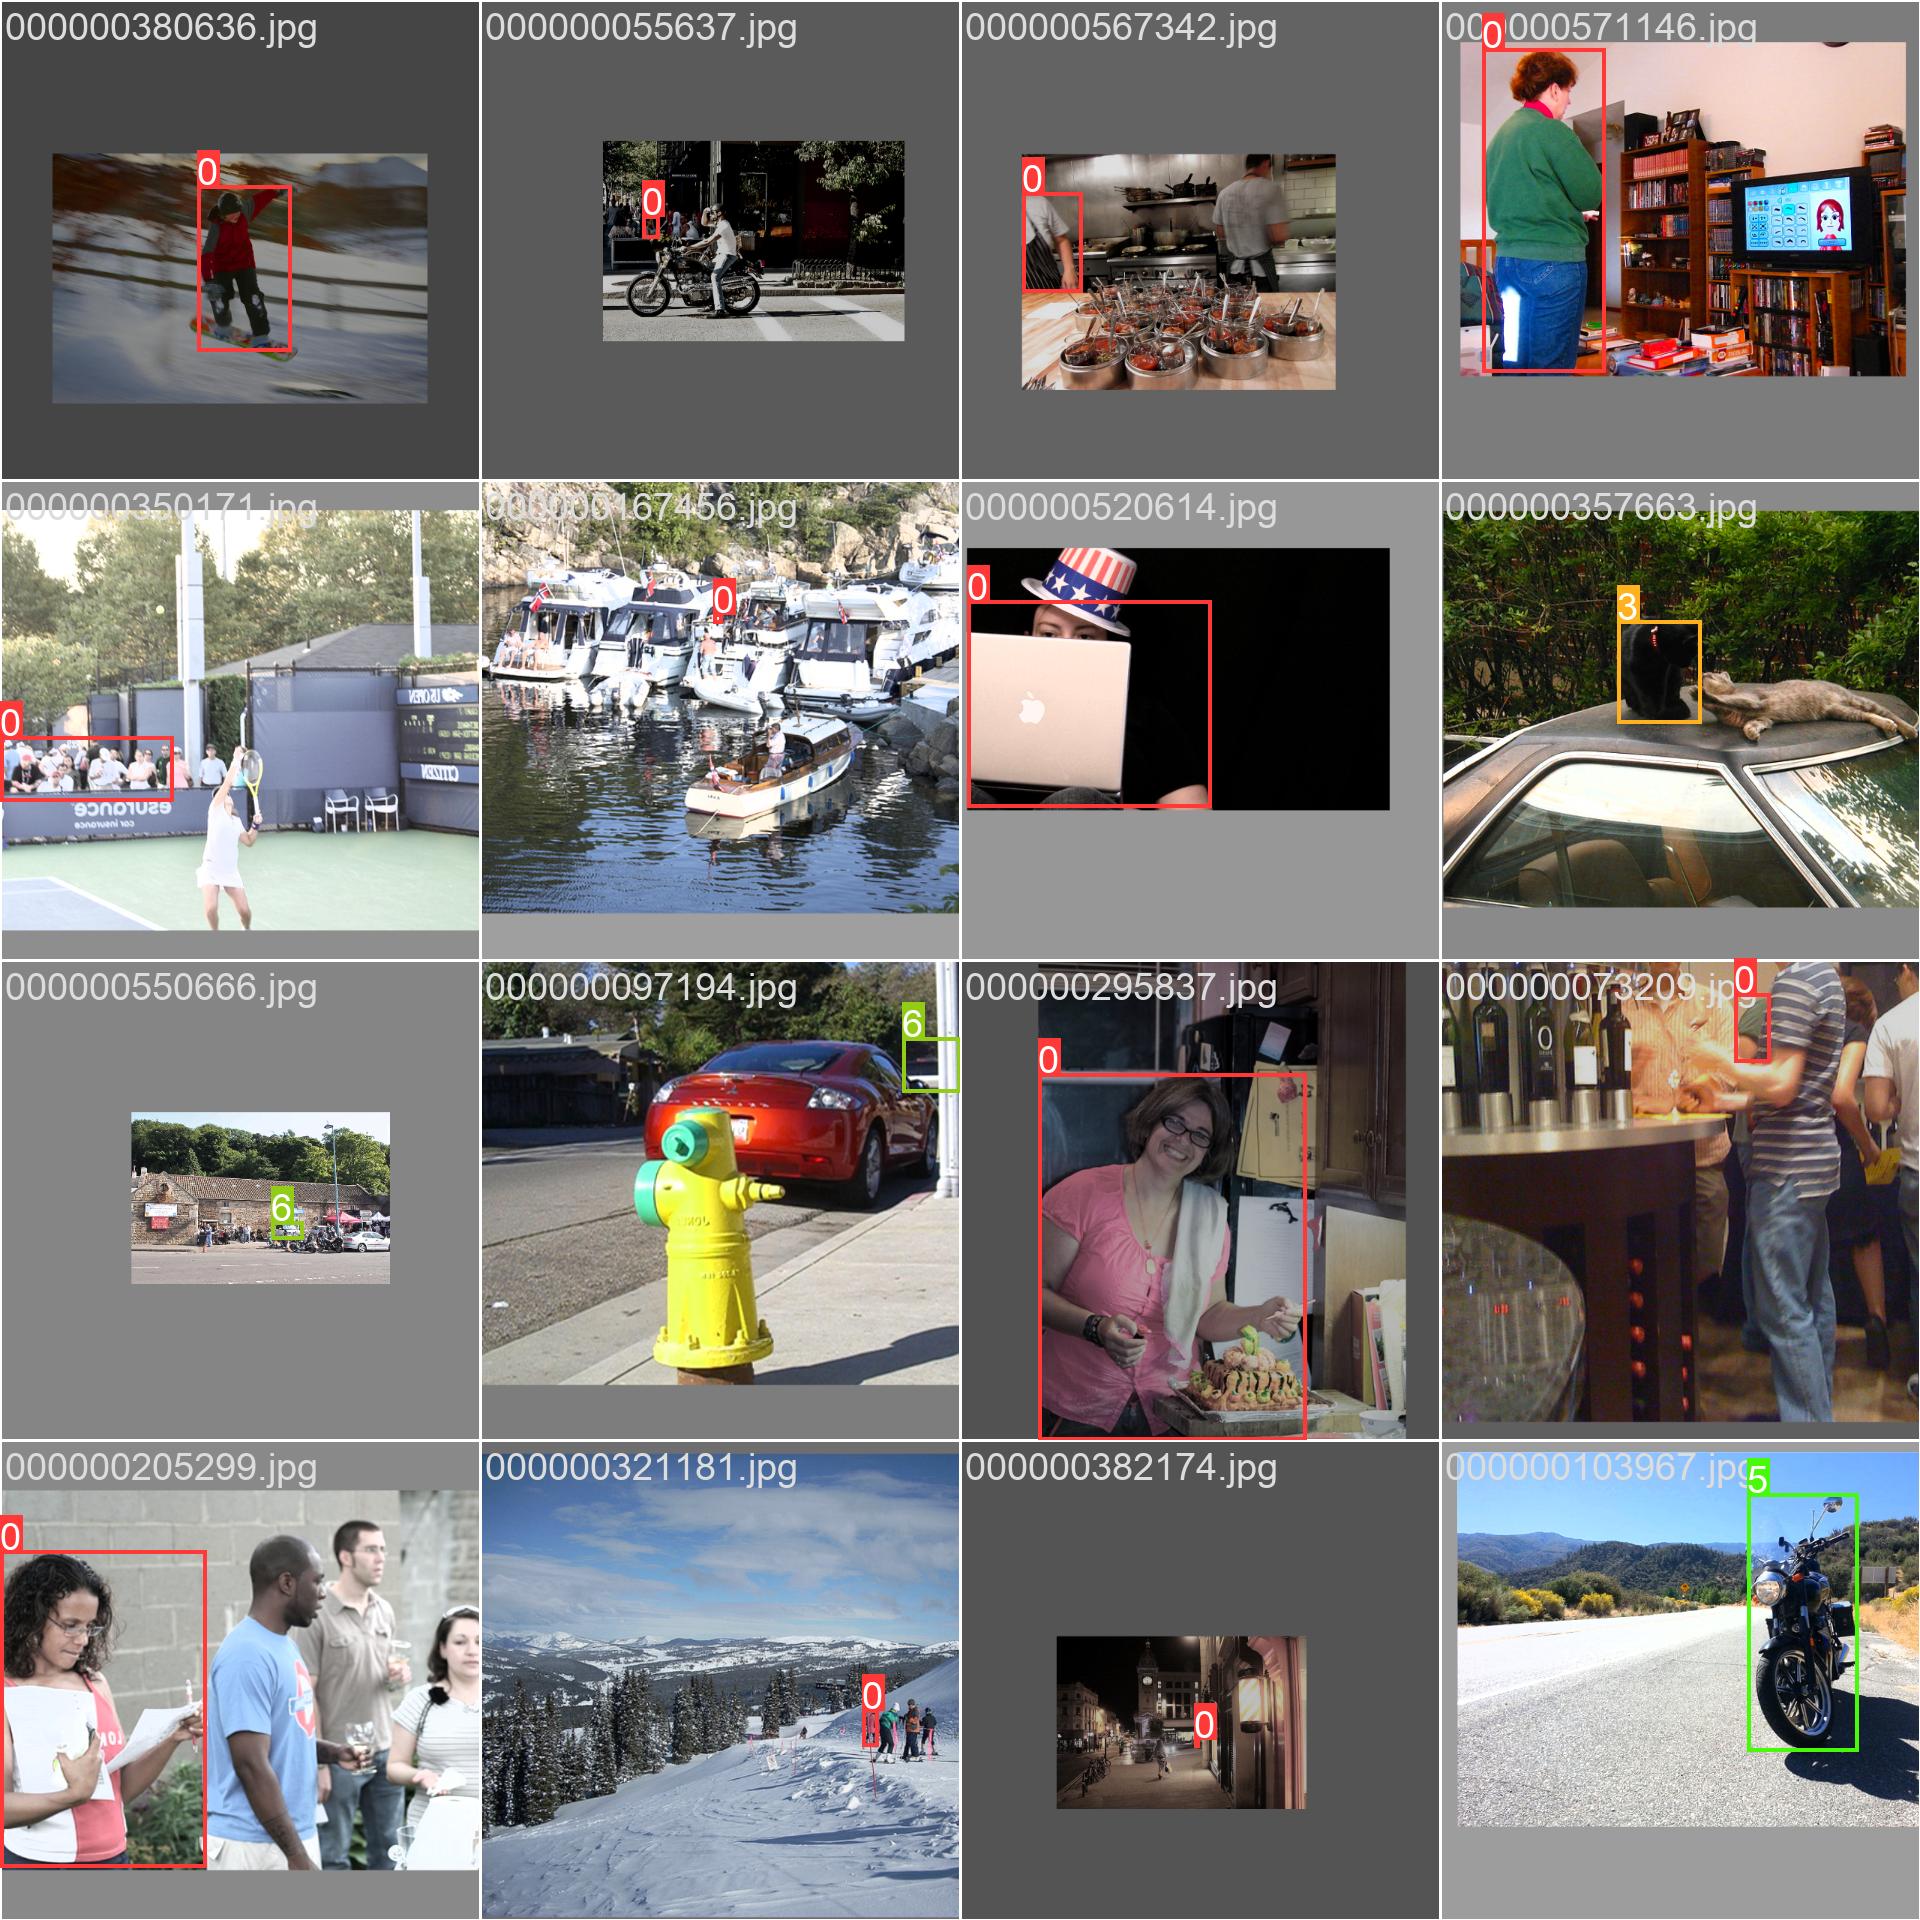 000000380636.jpg
000000055637.jpg
000000567342.jpg
000000571146.jpg
0
0
0
0
000000350171.jpg
000000167456.jpg
000000520614.jpg
000000357663.jpg
0
0
0
3
US OPEN
CITIZEN
esurance
car insurance
000000550666.jpg
000000097194.jpg
000000295837.jpg
000000073209.jpg
6
6
0
0
000000205299.jpg
000000321181.jpg
000000382174.jpg
000000103967.jpg
0
0
0
5